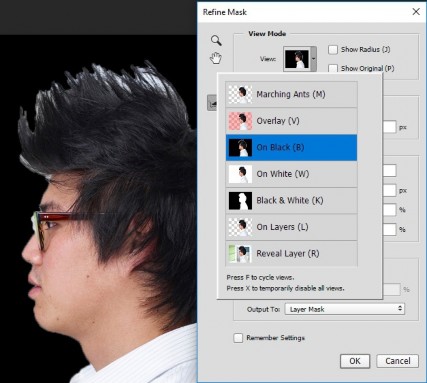 Refine Mask
View Mode
View:
Show Radius (J)
Show Original (P)
Marching Ants (M)
Overlay (V)
On Black (B)
On White (W)
Black & White (K)
On Layers (L)
Reveal Layer (R)
Press F to cycle views.
Press X to temporarily disable all views.
px
px
%
%
%
Output To: Layer Mask
Remember Settings
OK Cancel